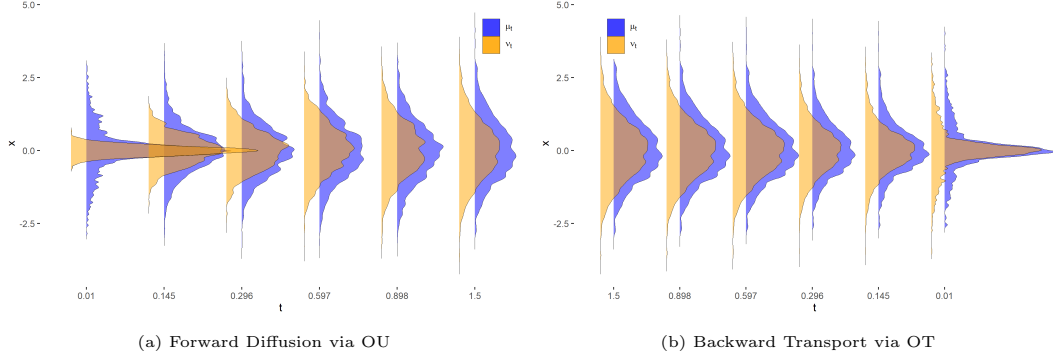 5.0
2.5
0.0
-2.5
x
μt
νt
0.01
0.145
0.296
0.597
0.898
1.5
t
(a) Forward Diffusion via OU
5.0
2.5
0.0
-2.5
x
μt
νt
1.5
0.898
0.597
0.296
0.145
0.01
t
(b) Backward Transport via OT